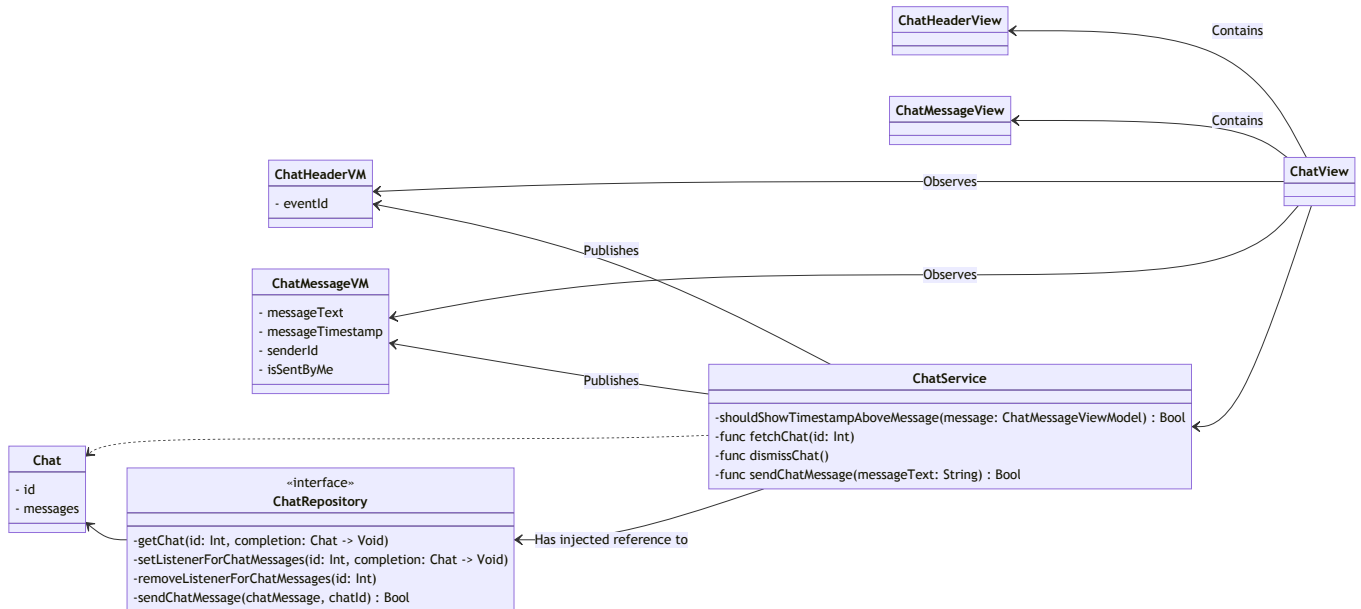 ChatHeaderView
Contains
ChatMessageView
Contains
ChatView
ChatHeaderVM
- eventId
Observes
Publishes
ChatMessageVM
- messageText
- messageTimestamp
- senderId
- isSentByMe
Observes
Publishes
ChatService
-shouldShowTimestampAboveMessage(message: ChatMessageViewModel) : Bool
-func fetchChat(id: Int)
-func dismissChat()
-func sendChatMessage(messageText: String) : Bool
Chat
- id
- messages
«interface»
ChatRepository
-getChat(id: Int, completion: Chat -> Void)
-setListenerForChatMessages(id: Int, completion: Chat -> Void)
-removeListenerForChatMessages(id: Int)
-sendChatMessage(chatMessage, chatId) : Bool
Has injected reference to